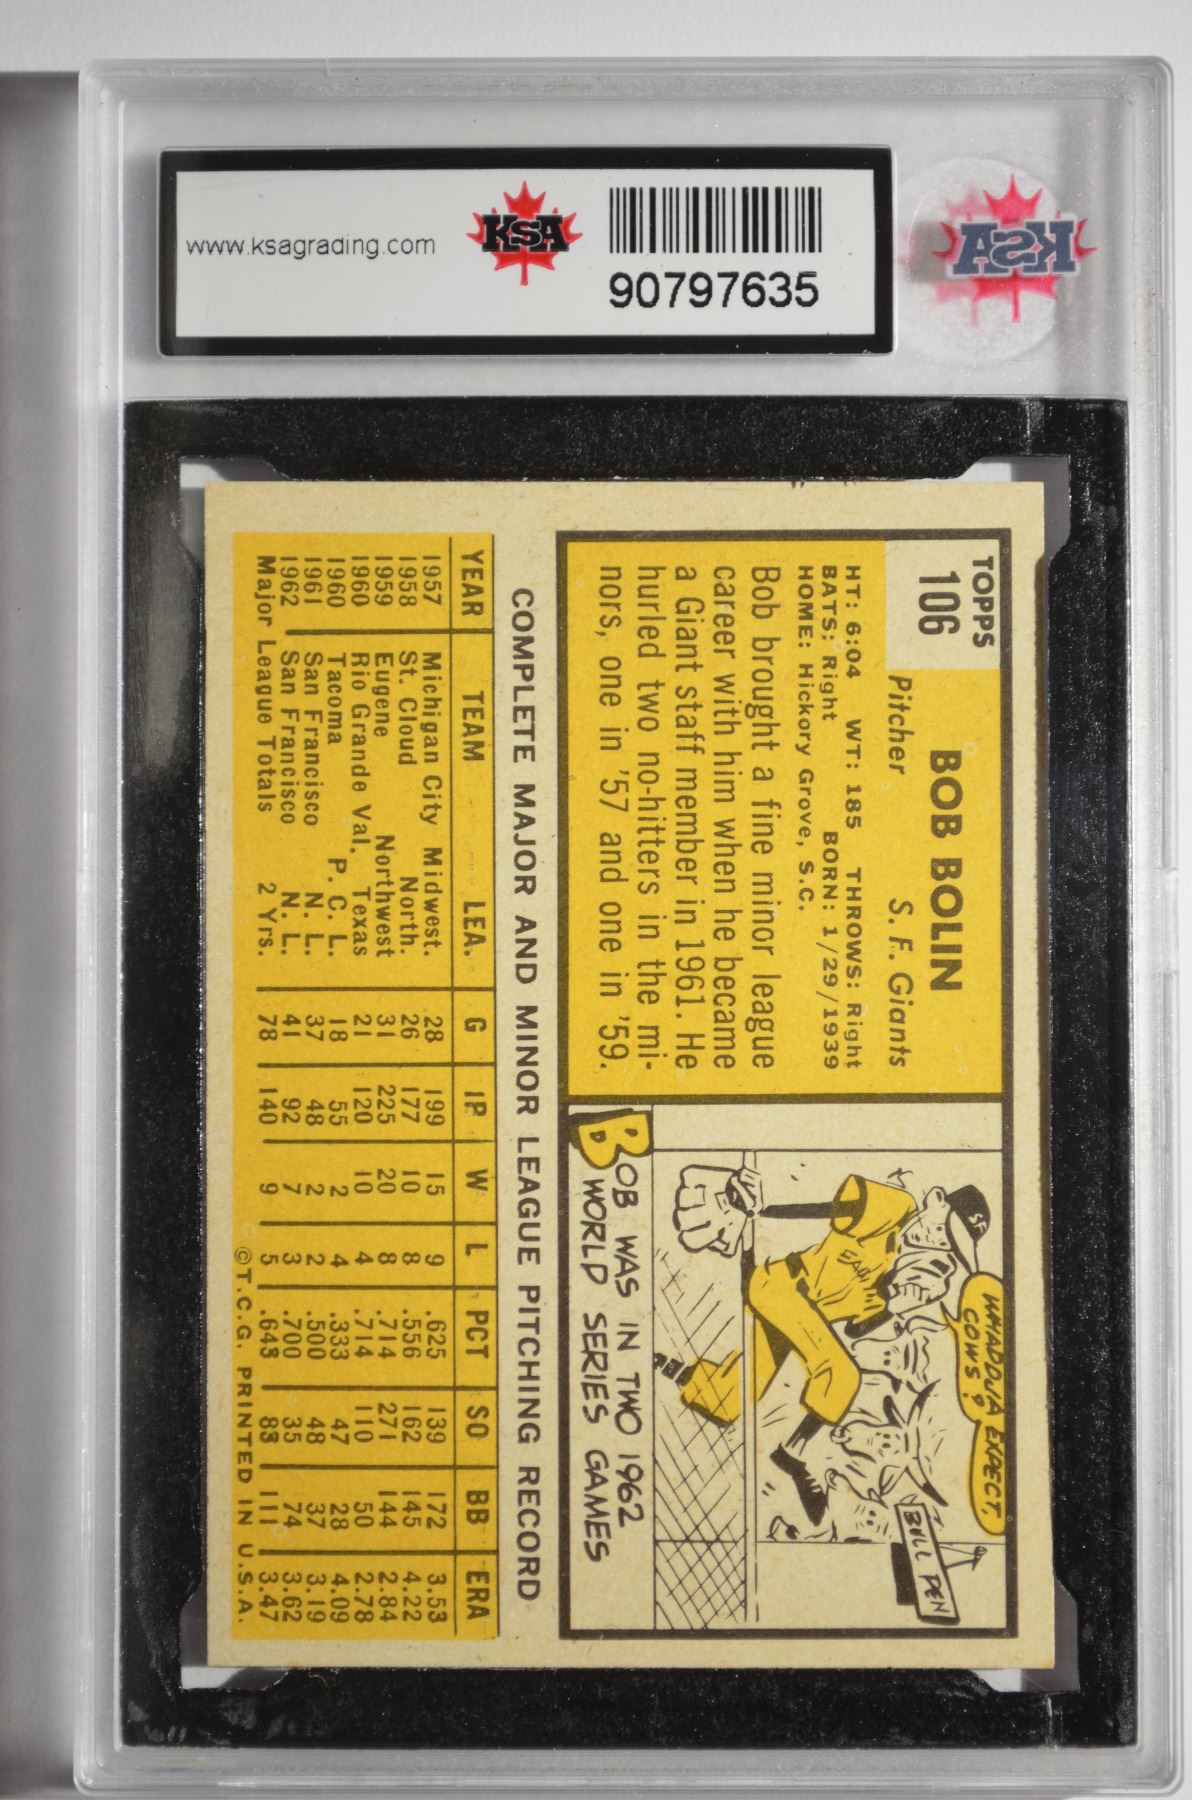 www.ksagrading.com
KSA
90797635
KSA
TOPPS
106
BOB BOLIN
Pitcher S. F. Giants
HT: 6:04 WT: 185 THROWS: Right
BATS: Right BORN: 1/29/1939
HOME: Hickory Grove, S.C.
Bob brought a fine minor league
career with him when he became
a Giant staff member in 1961. He
hurled two no-hitters in the mi-
nors, one in '57 and one in '59.
WHADDJA EXPECT,
COWS?
BULL PEN
SF
BOB WAS IN TWO 1962
WORLD SERIES GAMES
COMPLETE MAJOR AND MINOR LEAGUE PITCHING RECORD
YEAR TEAM LEA. G IP W L PCT SO BB ERA
1957 Michigan City Midwest. 28 199 15 9 .625 139 172 3.53
1958 St. Cloud North. 26 177 10 8 .556 162 145 4.22
1959 Eugene Northwest 31 225 20 8 .714 271 144 2.84
1960 Rio Grande Val. Texas 21 120 10 4 .714 110 50 2.78
1960 Tacoma P. C. L. 18 55 2 4 .333 47 28 4.09
1961 San Francisco N. L. 37 48 2 2 .500 48 37 3.19
1962 San Francisco N. L. 41 92 7 3 .700 35 74 3.62
Major League Totals 2 Yrs. 78 140 9 5 .643 83 111 3.47
©T.C.G. PRINTED IN U.S.A.